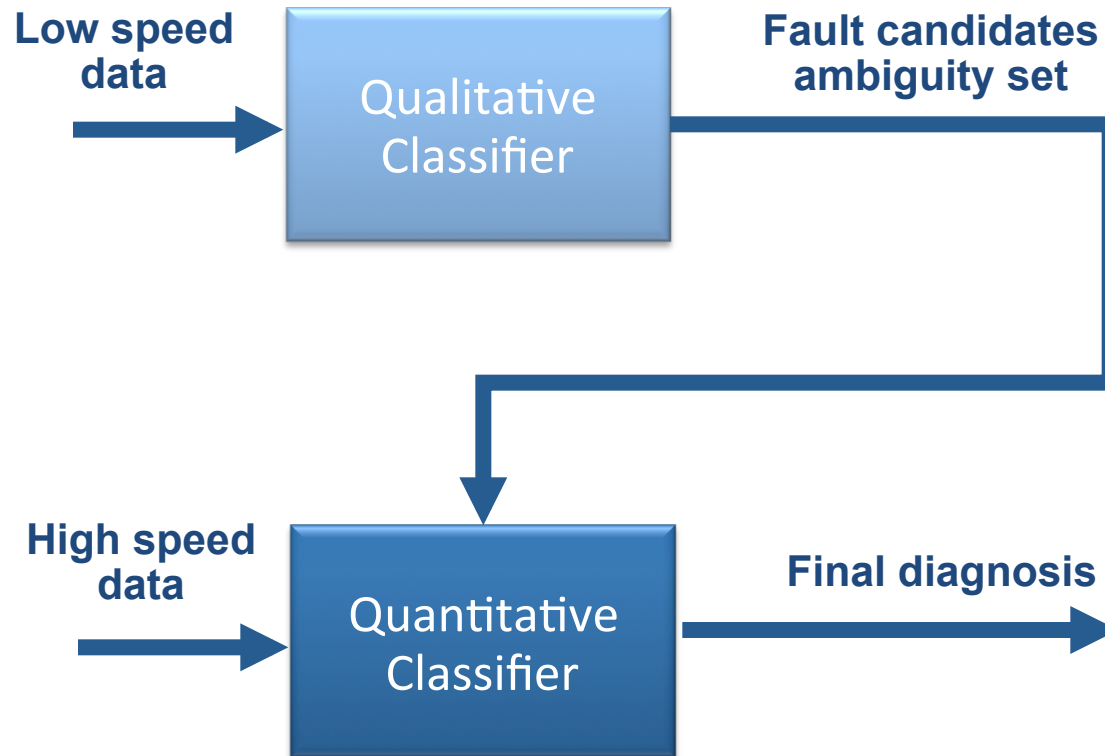 Low speed
data
Qualitative
Classifier
Fault candidates
ambiguity set
High speed
data
Quantitative
Classifier
Final diagnosis